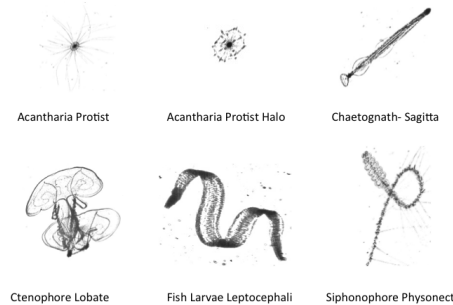 Acantharia Protist
Acantharia Protist Halo
Chaetognath- Sagitta
Ctenophore Lobate
Fish Larvae Leptocephali
Siphonophore Physonect